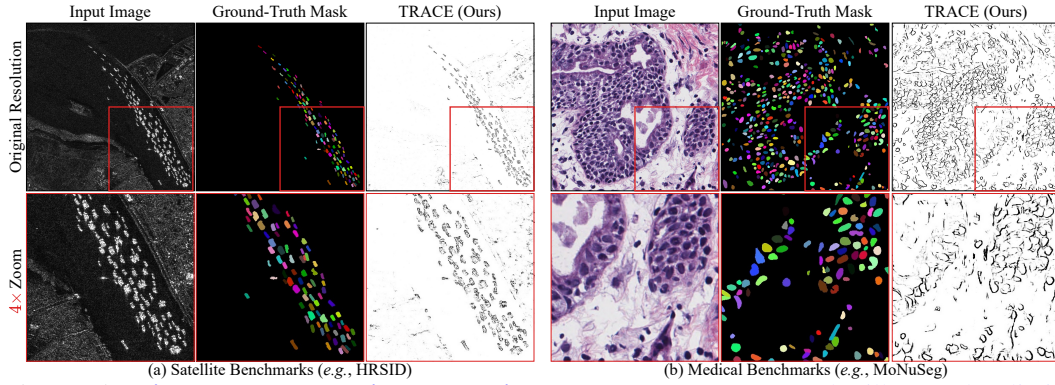 Input Image Ground-Truth Mask TRACE (Ours) Input Image Ground-Truth Mask TRACE (Ours)
Original Resolution
4× Zoom
(a) Satellite Benchmarks (e.g., HRSID) (b) Medical Benchmarks (e.g., MoNuSeg)